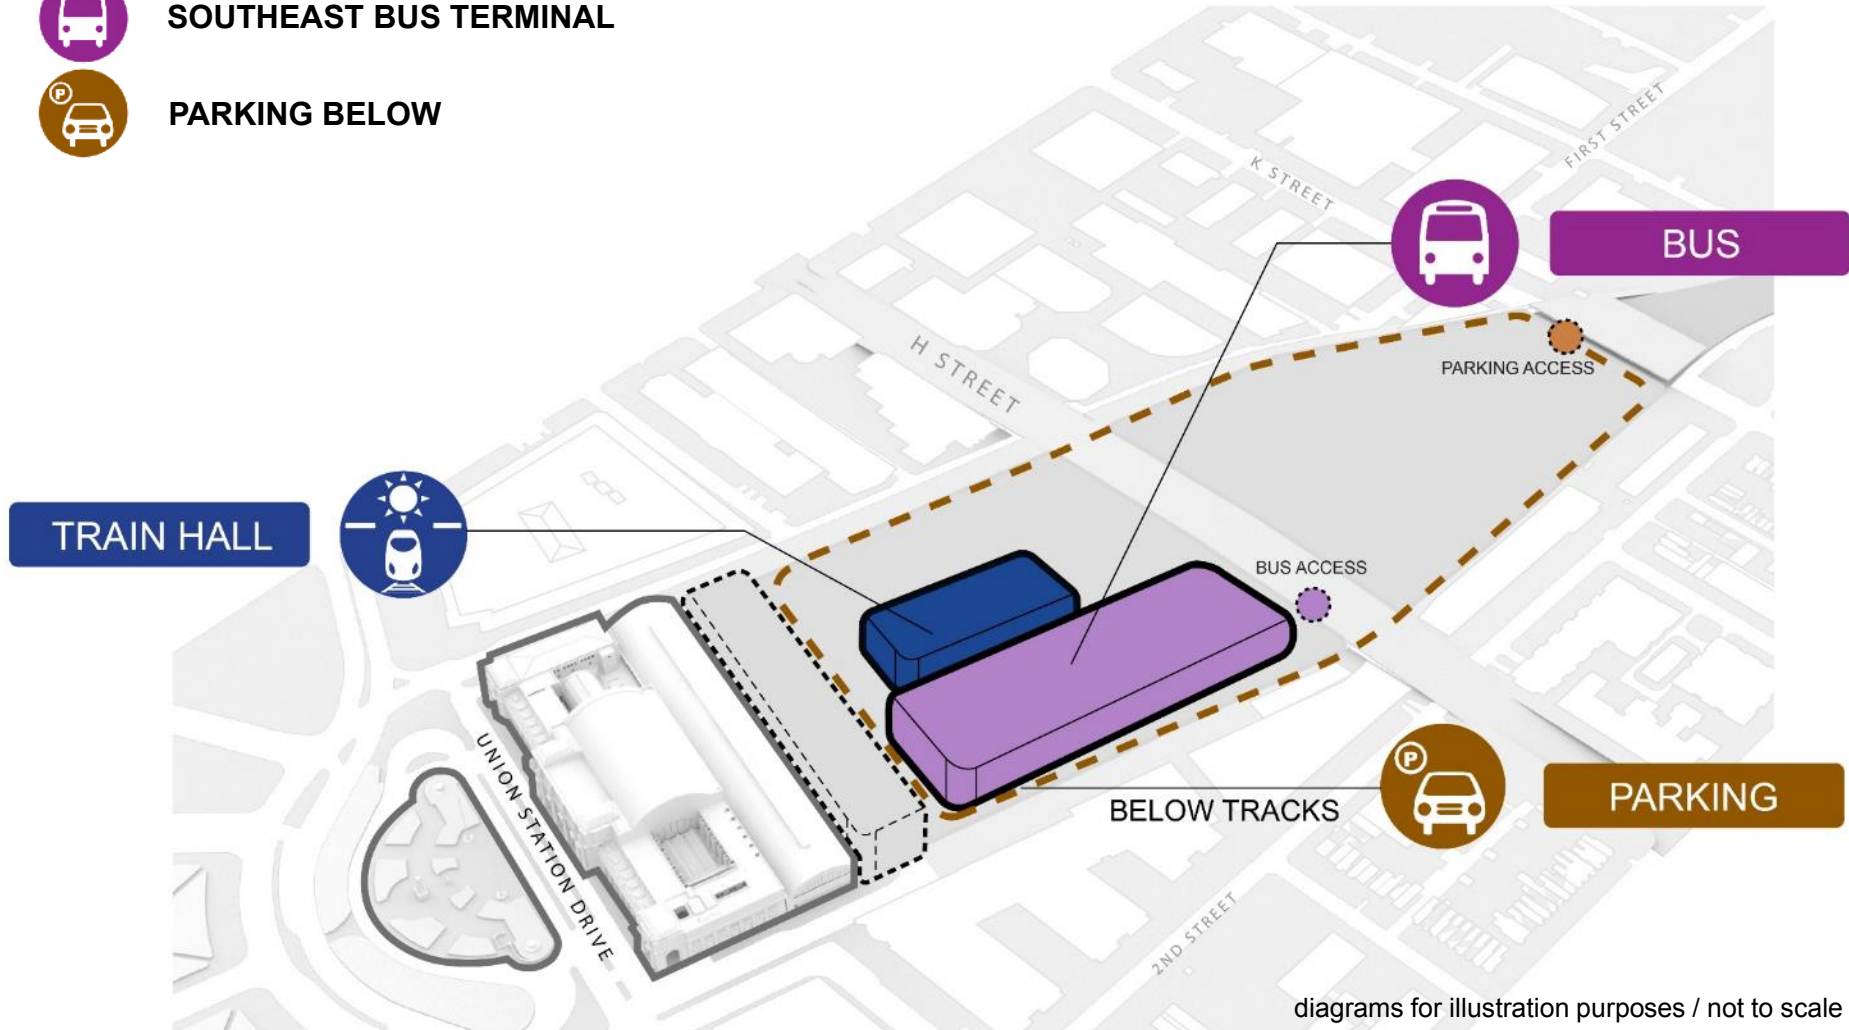 SOUTHEAST BUS TERMINAL
P
PARKING BELOW
FIRST STREET
K STREET
BUS
H STREET
PARKING ACCESS
TRAIN HALL
BUS ACCESS
UNION STATION DRIVE
P
BELOW TRACKS
PARKING
2ND STREET
diagrams for illustration purposes / not to scale